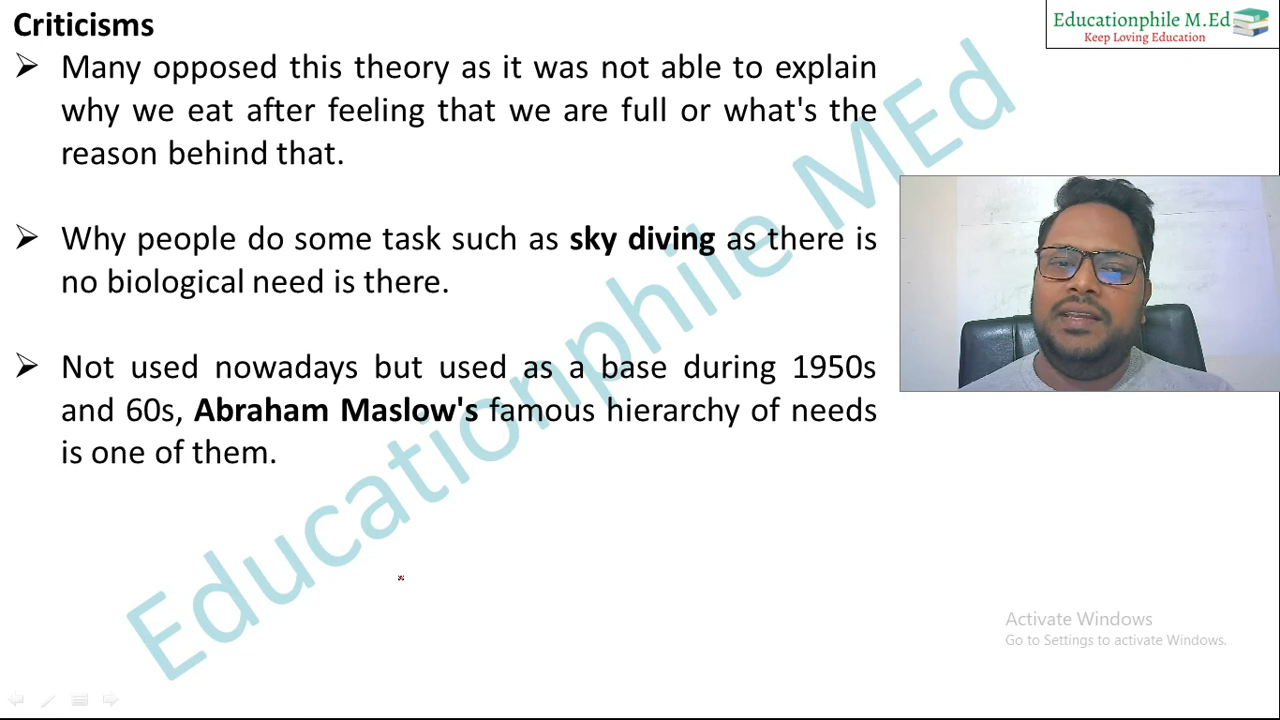 Criticisms
➢ Many opposed this theory as it was not able to explain
why we eat after feeling that we are full or what's the
reason behind that.
➢ Why people do some task such as sky diving as there is
no biological need is there.
➢ Not used nowadays but used as a base during 1950s
and 60s, Abraham Maslow's famous hierarchy of needs
is one of them.
Educationphile MEd
Educationphile M.Ed
Keep Loving Education
Activate Windows
Go to Settings to activate Windows.